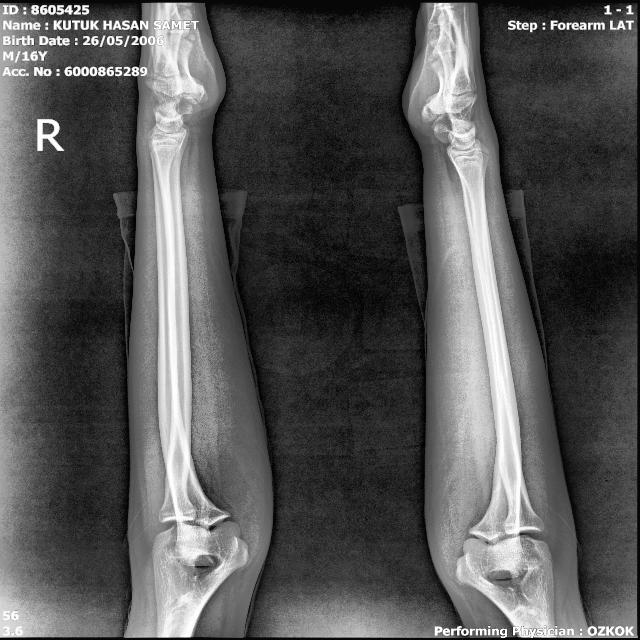 ID : 8605425
Name : KUTUK HASAN SAMET
Birth Date : 26/05/2006
M/16Y
Acc. No : 6000865289
1 - 1
Step : Forearm LAT
R
56
3.6
Performing Physician : OZKOK